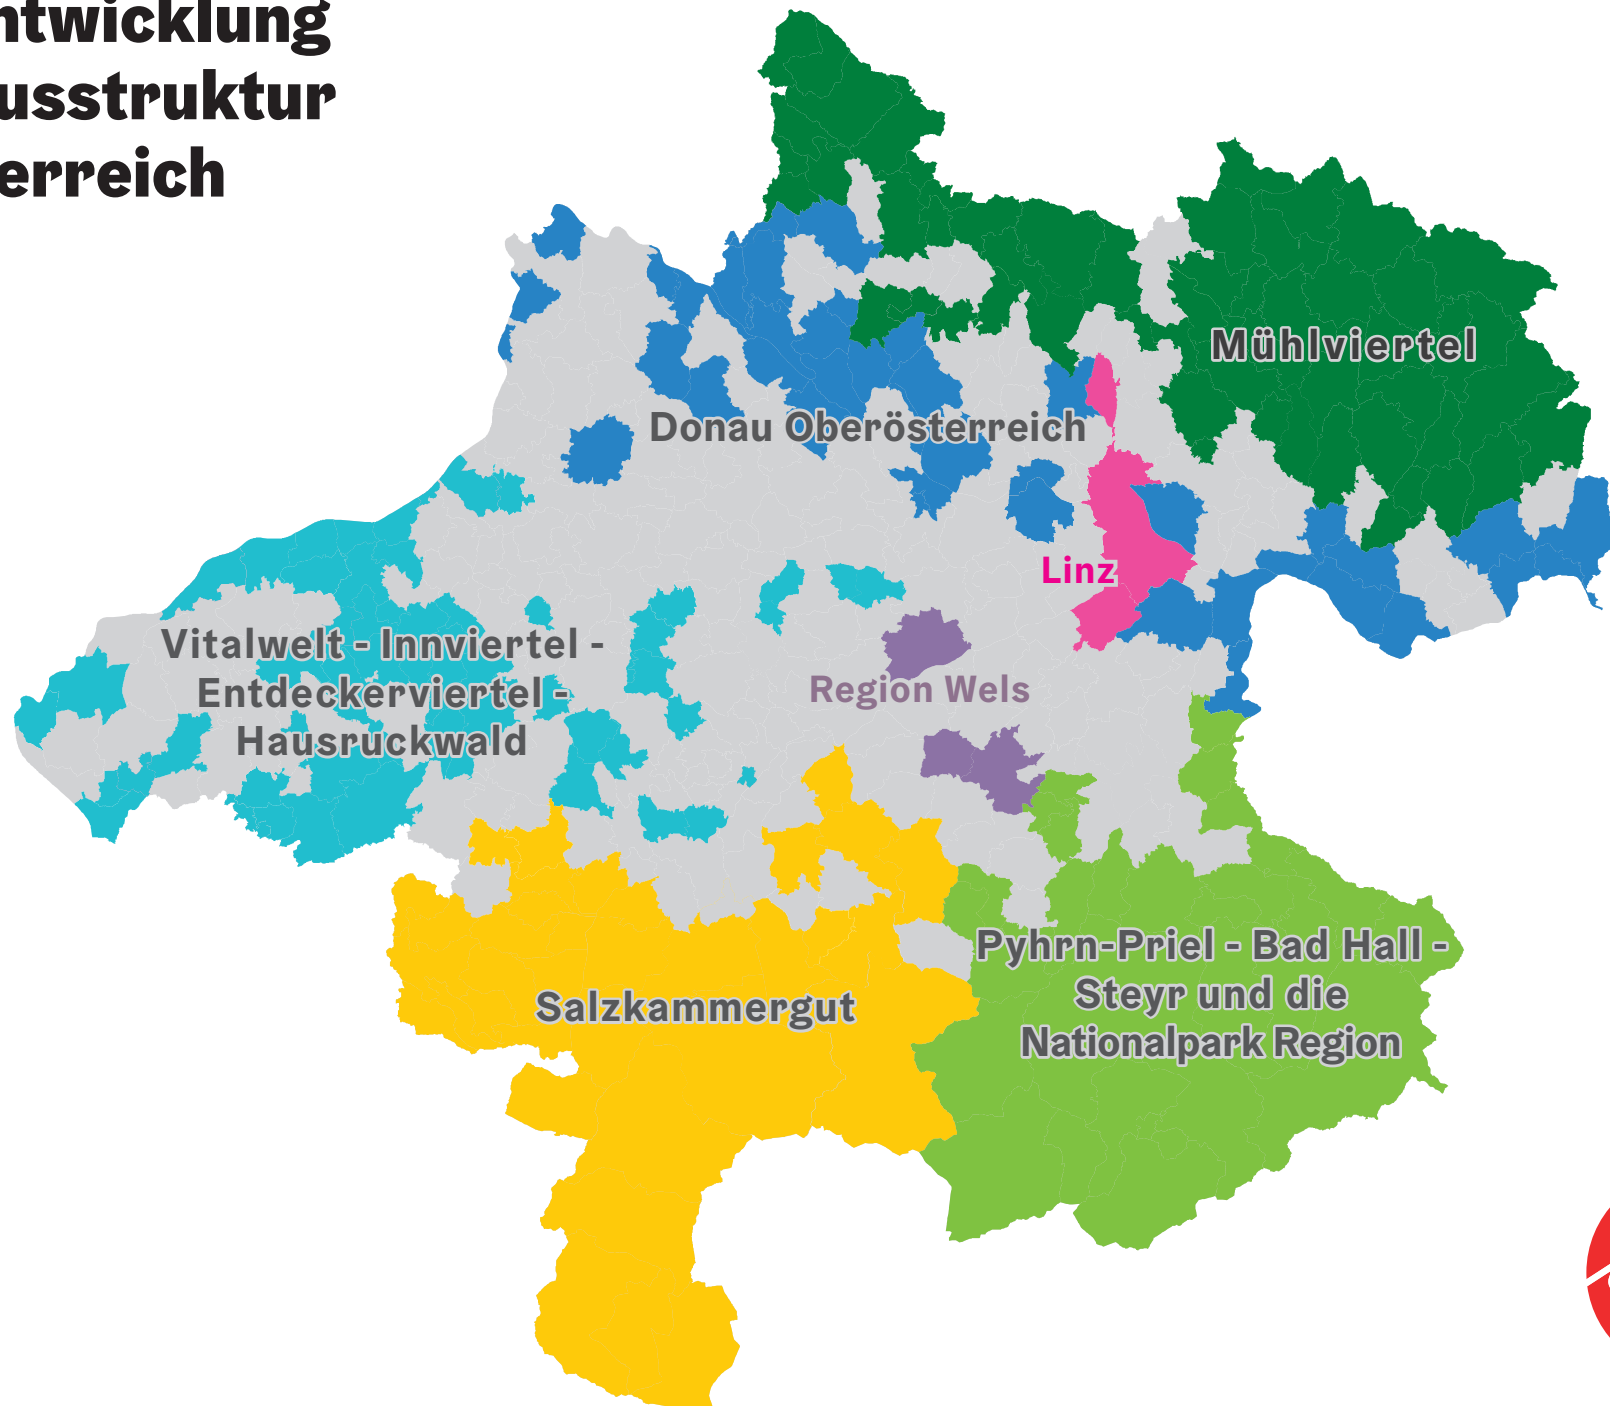 ntwicklung
usstruktur
erreich
Mühlviertel
Donau Oberösterreich
Linz
Vitalwelt - Innviertel -
Entdeckerviertel -
Hausruckwald
Region Wels
Pyhrn-Priel - Bad Hall -
Steyr und die
Nationalpark Region
Salzkammergut